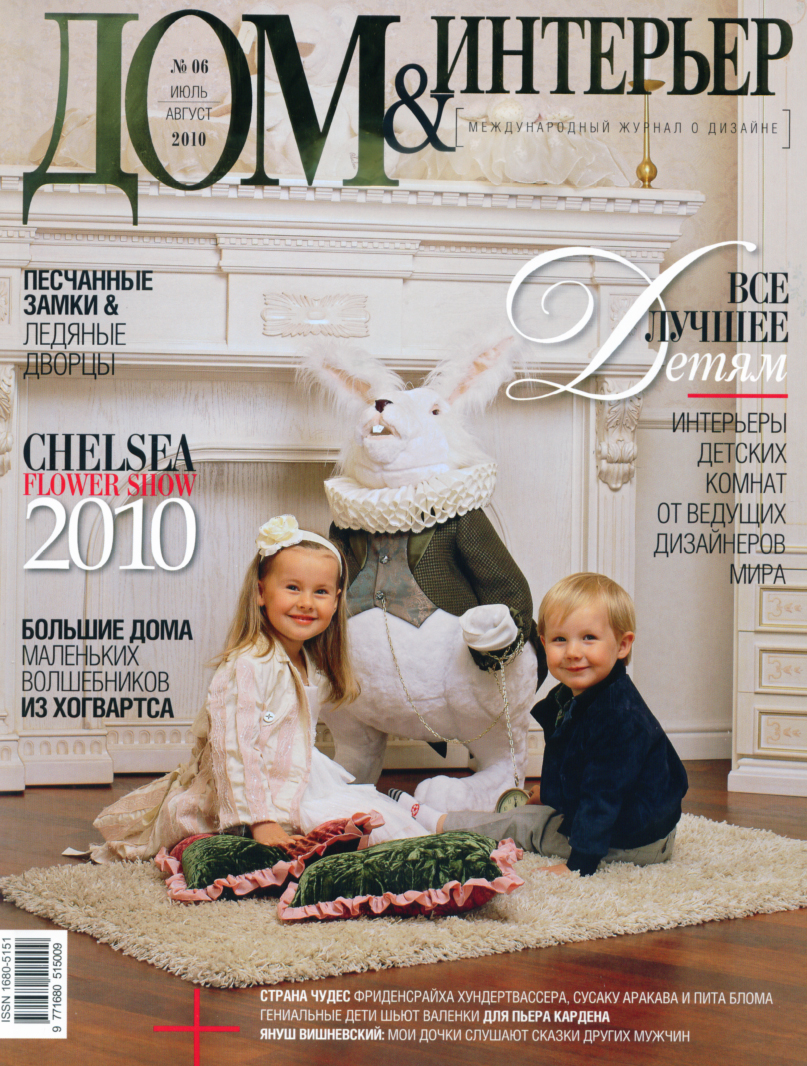 ДОМ&ИНТЕРЬЕР
№ 06
ИЮЛЬ
АВГУСТ
2010
[МЕЖДУНАРОДНЫЙ ЖУРНАЛ О ДИЗАЙНЕ]
ПЕСЧАННЫЕ
ЗАМКИ &
ЛЕДЯНЫЕ
ДВОРЦЫ
ВСЕ
ЛУЧШЕЕ
Детям
ИНТЕРЬЕРЫ
ДЕТСКИХ
КОМНАТ
ОТ ВЕДУЩИХ
ДИЗАЙНЕРОВ
МИРА
CHELSEA
FLOWER SHOW
2010
БОЛЬШИЕ ДОМА
МАЛЕНЬКИХ
ВОЛШЕБНИКОВ
ИЗ ХОГВАРТСА
ISSN 1680-5151
9 771680 515009
СТРАНА ЧУДЕС ФРИДЕНСРАЙХА ХУНДЕРТВАССЕРА, СУСАКУ АРАКАВА И ПИТА БЛОМА
ГЕНИАЛЬНЫЕ ДЕТИ ШЬЮТ ВАЛЕНКИ ДЛЯ ПЬЕРА КАРДЕНА
ЯНУШ ВИШНЕВСКИЙ: МОИ ДОЧКИ СЛУШАЮТ СКАЗКИ ДРУГИХ МУЖЧИН